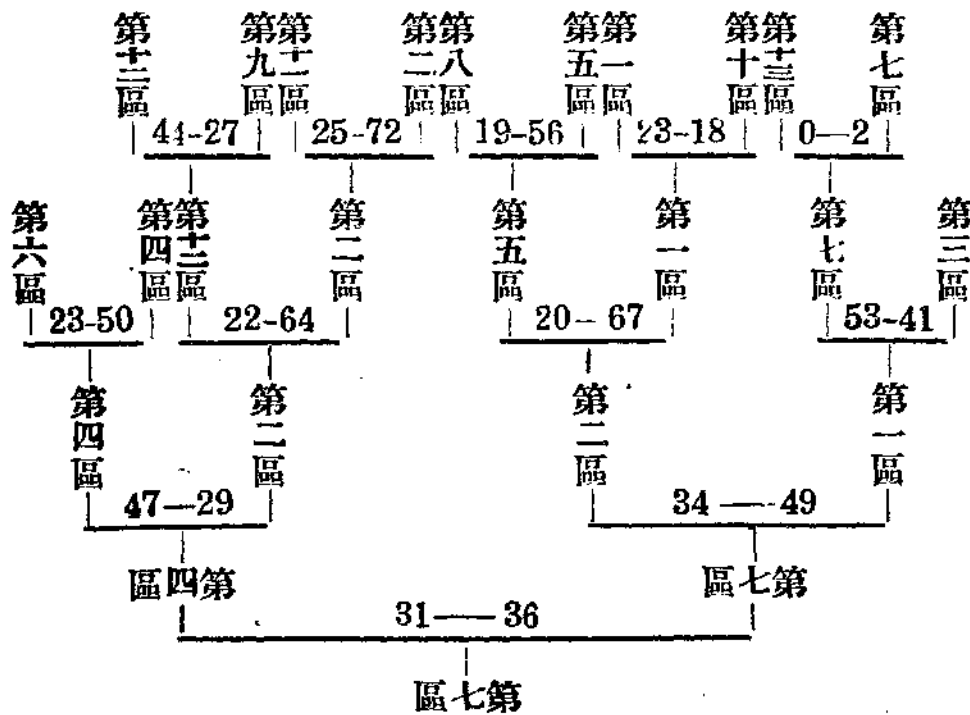 第十二區 第九區 第十一區 第二區 第八區 第五區 第一區 第十區 第十三區 第七區
44-27 25-72 19-56 23-18 0—2
第六區 第四區 第十二區 第二區 第五區 第一區 第七區 第三區
23-50 22-64 20-67 53-41
第四區 第二區 第二區 第一區
47—29 34——49
區四第 區七第
31——36
區七第